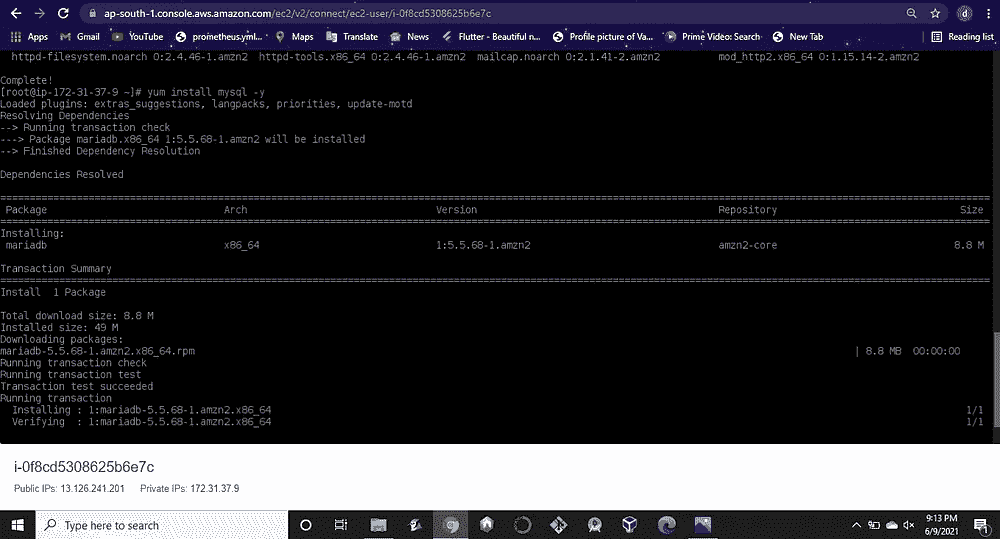 ap-south-1.console.aws.amazon.com/ec2/v2/connect/ec2-user/i-0f8cd5308625b6e7c
Apps Gmail YouTube prometheus.yml... Maps Translate News Flutter - Beautiful n... Profile picture of Va... Prime Video: Search New Tab Reading list
httpd-filesystem.noarch 0:2.4.46-1.amzn2 httpd-tools.x86_64 0:2.4.46-1.amzn2 mailcap.noarch 0:2.1.41-2.amzn2 mod_http2.x86_64 0:1.15.14-2.amzn2
Complete!
[root@ip-172-31-37-9 ~]# yum install mysql -y
Loaded plugins: extras_suggestions, langpacks, priorities, update-motd
Resolving Dependencies
--> Running transaction check
---> Package mariadb.x86_64 1:5.5.68-1.amzn2 will be installed
--> Finished Dependency Resolution
Dependencies Resolved
Package Arch Version Repository Size
Installing:
mariadb x86_64 1:5.5.68-1.amzn2 amzn2-core 8.8 M
Transaction Summary
Install 1 Package
Total download size: 8.8 M
Installed size: 49 M
Downloading packages:
mariadb-5.5.68-1.amzn2.x86_64.rpm | 8.8 MB 00:00:00
Running transaction check
Running transaction test
Transaction test succeeded
Running transaction
Installing : 1:mariadb-5.5.68-1.amzn2.x86_64 1/1
Verifying : 1:mariadb-5.5.68-1.amzn2.x86_64 1/1
i-0f8cd5308625b6e7c
Public IPs: 13.126.241.201 Private IPs: 172.31.37.9
Type here to search
9:13 PM
6/9/2021